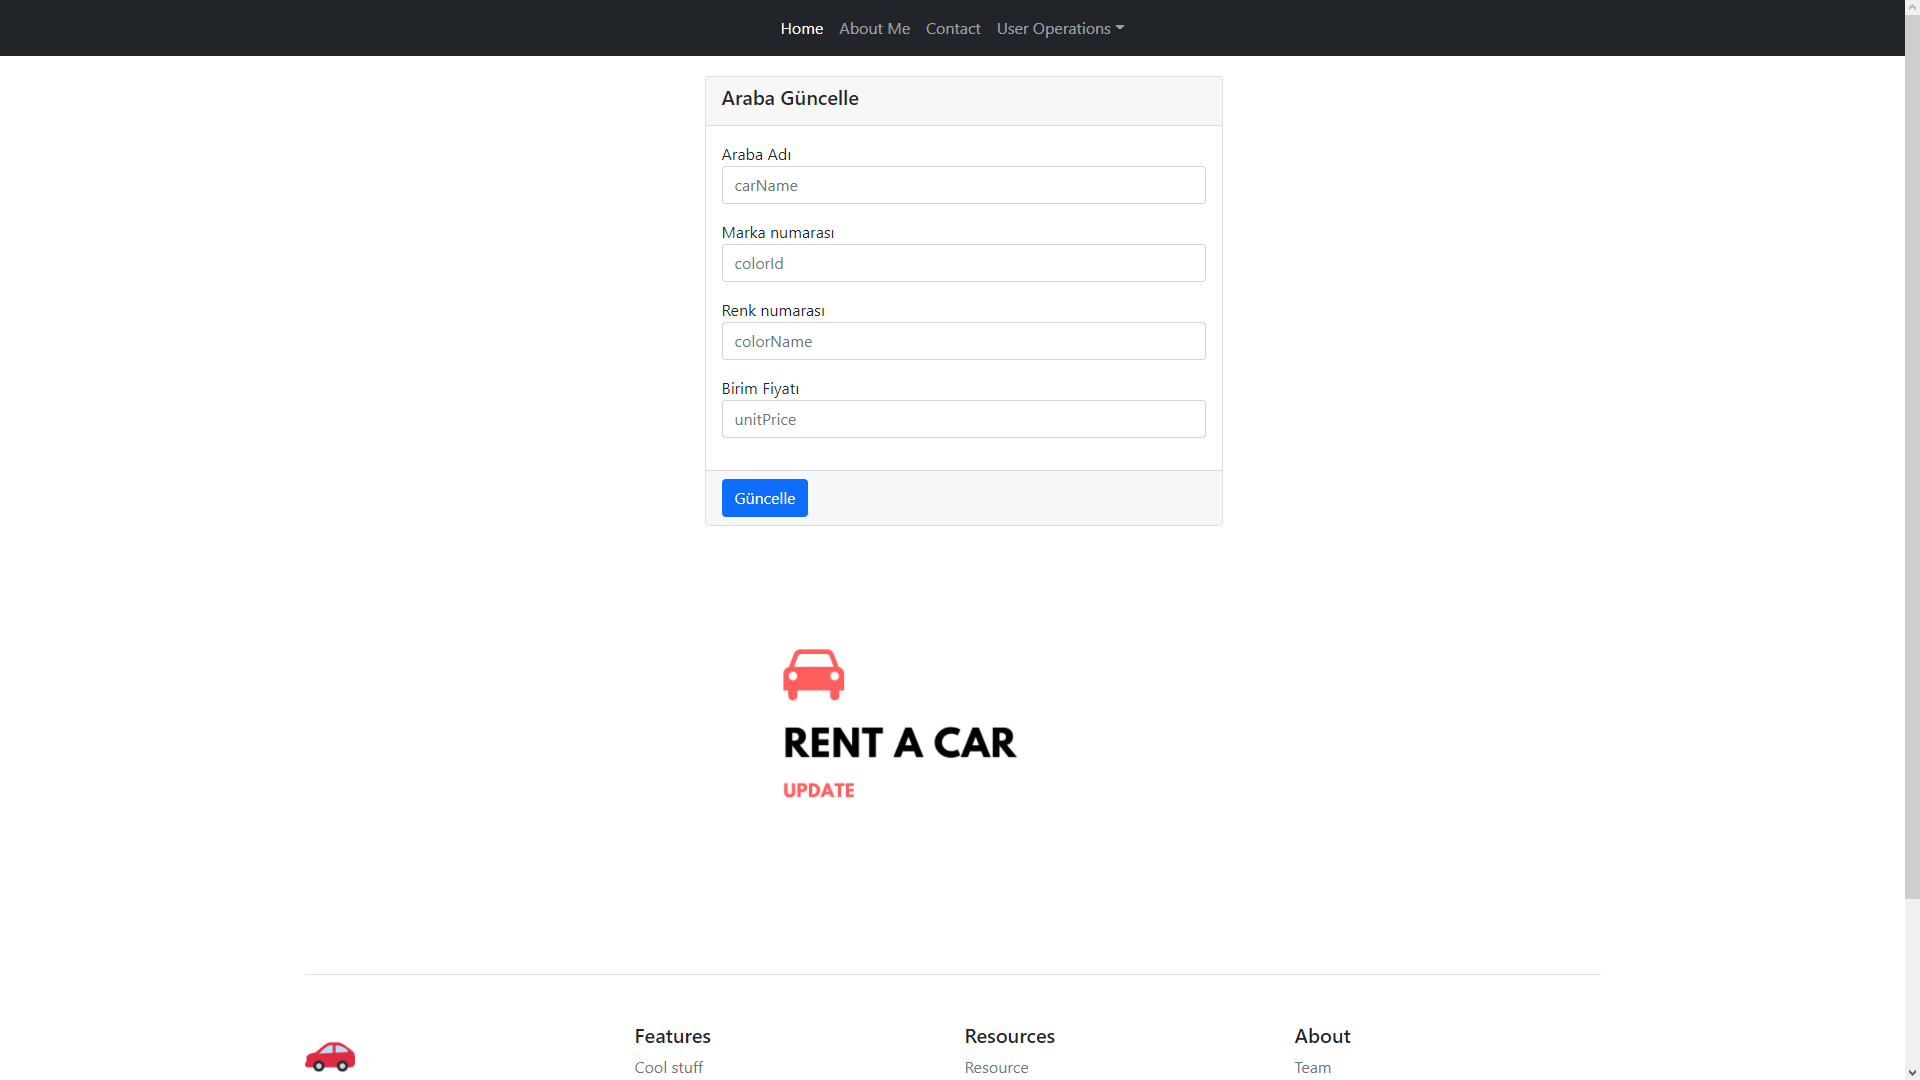 Home About Me Contact User Operations
Araba Güncelle
Araba Adı
carName
Marka numarası
colorId
Renk numarası
colorName
Birim Fiyatı
unitPrice
Güncelle
RENT A CAR
UPDATE
Features Resources About
Cool stuff Resource Team